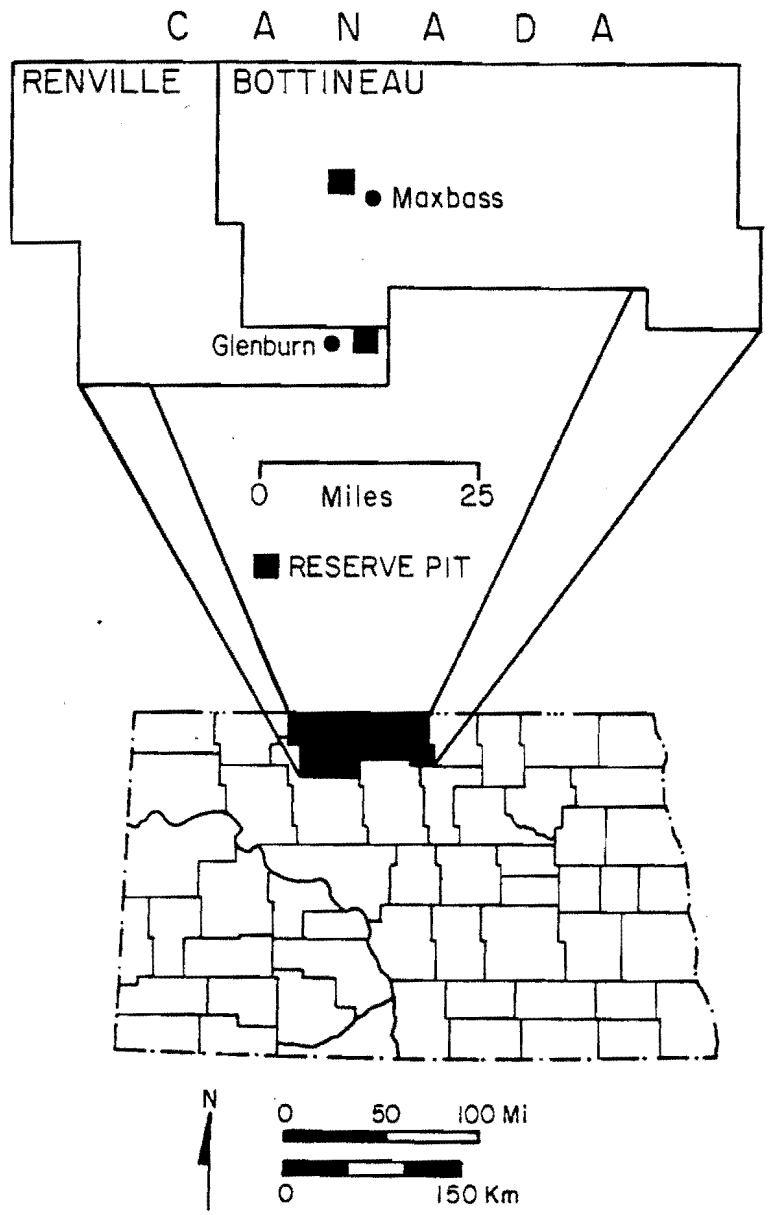 C A N A D A
RENVILLE BOTTINEAU
Maxbass
Glenburn
0 Miles 25
RESERVE PIT
N
0 50 100 Mi
0 150 Km